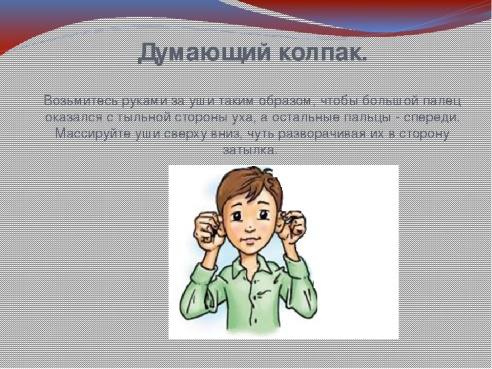 Думающий колпак.
Возьмитесь руками за уши таким образом, чтобы большой палец
оказался с тыльной стороны уха, а остальные пальцы - спереди.
Массируйте уши сверху вниз, чуть разворачивая их в сторону
затылка.